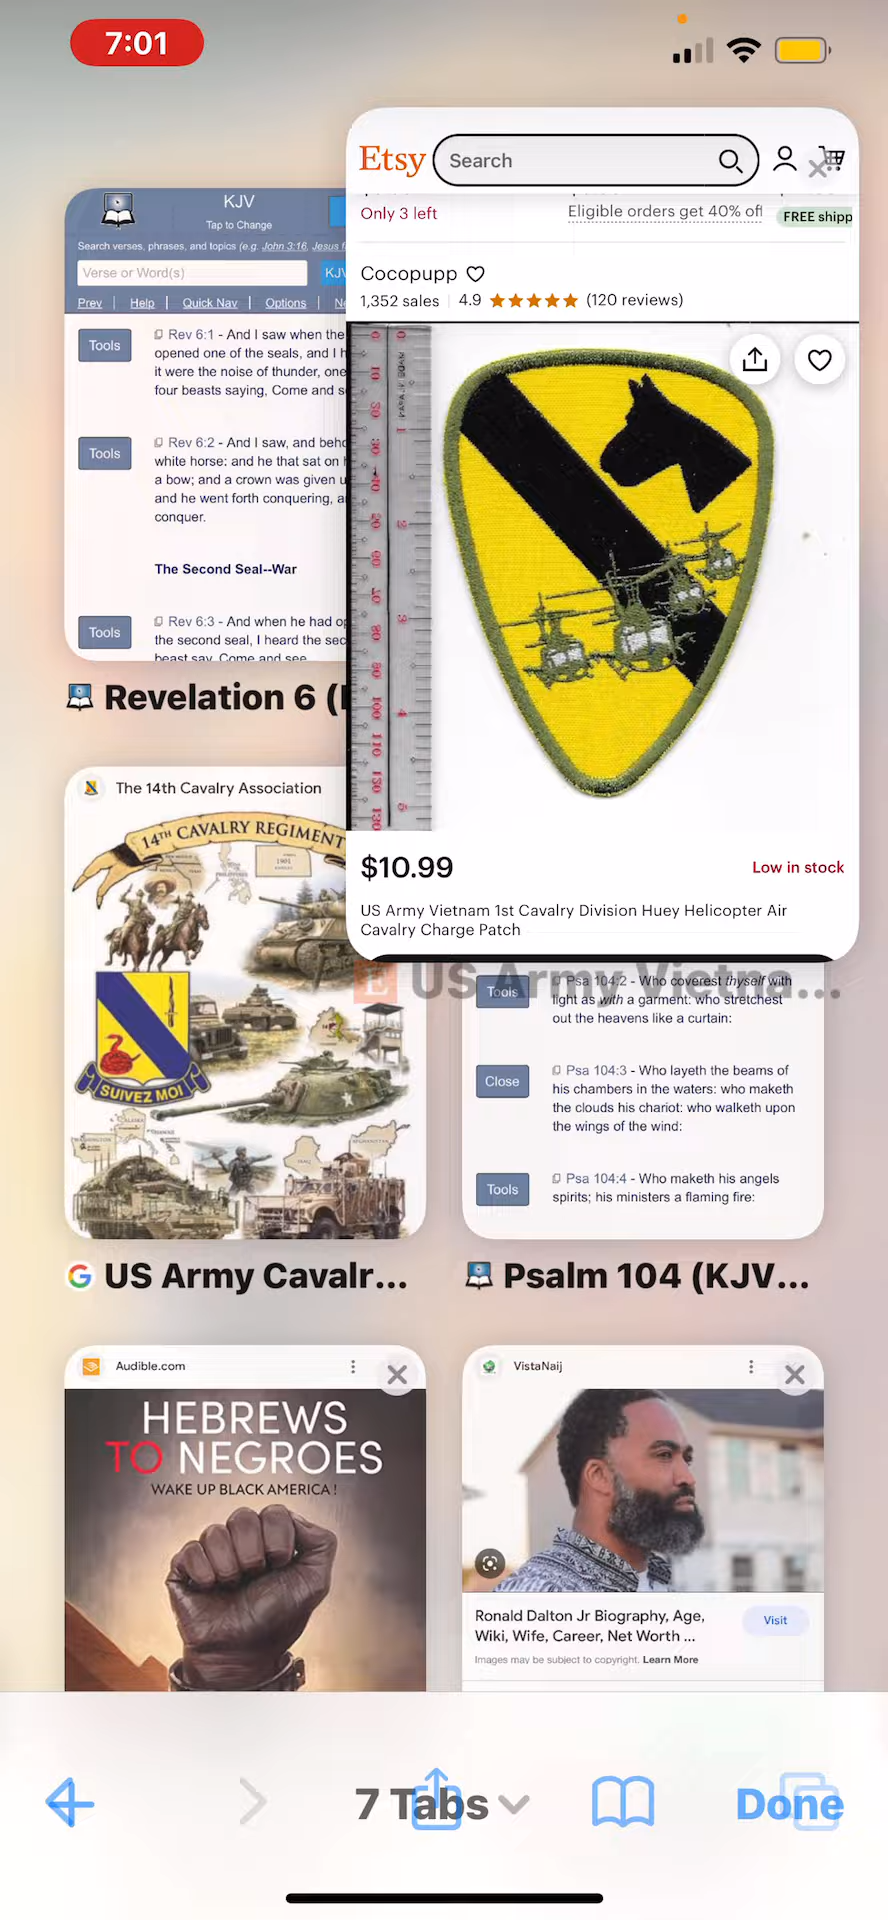 7:01
KJV
Tap to Change
Search verses, phrases, and topics (e.g. John 3:16, Jesus f
Verse or Word(s)
KJV
Prev | Help | Quick Nav | Options |
Tools
Rev 6:1 - And I saw when the
opened one of the seals, and I h
it were the noise of thunder, one
four beasts saying, Come and s
Tools
Rev 6:2 - And I saw, and beho
white horse: and he that sat on h
a bow; and a crown was given u
and he went forth conquering, a
conquer.
The Second Seal--War
Tools
Rev 6:3 - And when he had op
the second seal, I heard the sec
beast say, Come and see.
Revelation 6 (
Etsy
Search
Only 3 left
Eligible orders get 40% off
FREE shipp
Cocopupp
1,352 sales
4.9 ★★★★★ (120 reviews)
$10.99
Low in stock
US Army Vietnam 1st Cavalry Division Huey Helicopter Air
Cavalry Charge Patch
US Army Vietna...
The 14th Cavalry Association
14TH CAVALRY REGIMENT
SUIVEZ MOI
US Army Cavalr...
Tools
Psa 104:2 - Who coverest thyself with
light as with a garment: who stretchest
out the heavens like a curtain:
Close
Psa 104:3 - Who layeth the beams of
his chambers in the waters: who maketh
the clouds his chariot: who walketh upon
the wings of the wind:
Tools
Psa 104:4 - Who maketh his angels
spirits; his ministers a flaming fire:
Psalm 104 (KJV...
Audible.com
HEBREWS
TO NEGROES
WAKE UP BLACK AMERICA!
VistaNaij
Ronald Dalton Jr Biography, Age,
Wiki, Wife, Career, Net Worth ...
Visit
Images may be subject to copyright. Learn More
7 Tabs
Done